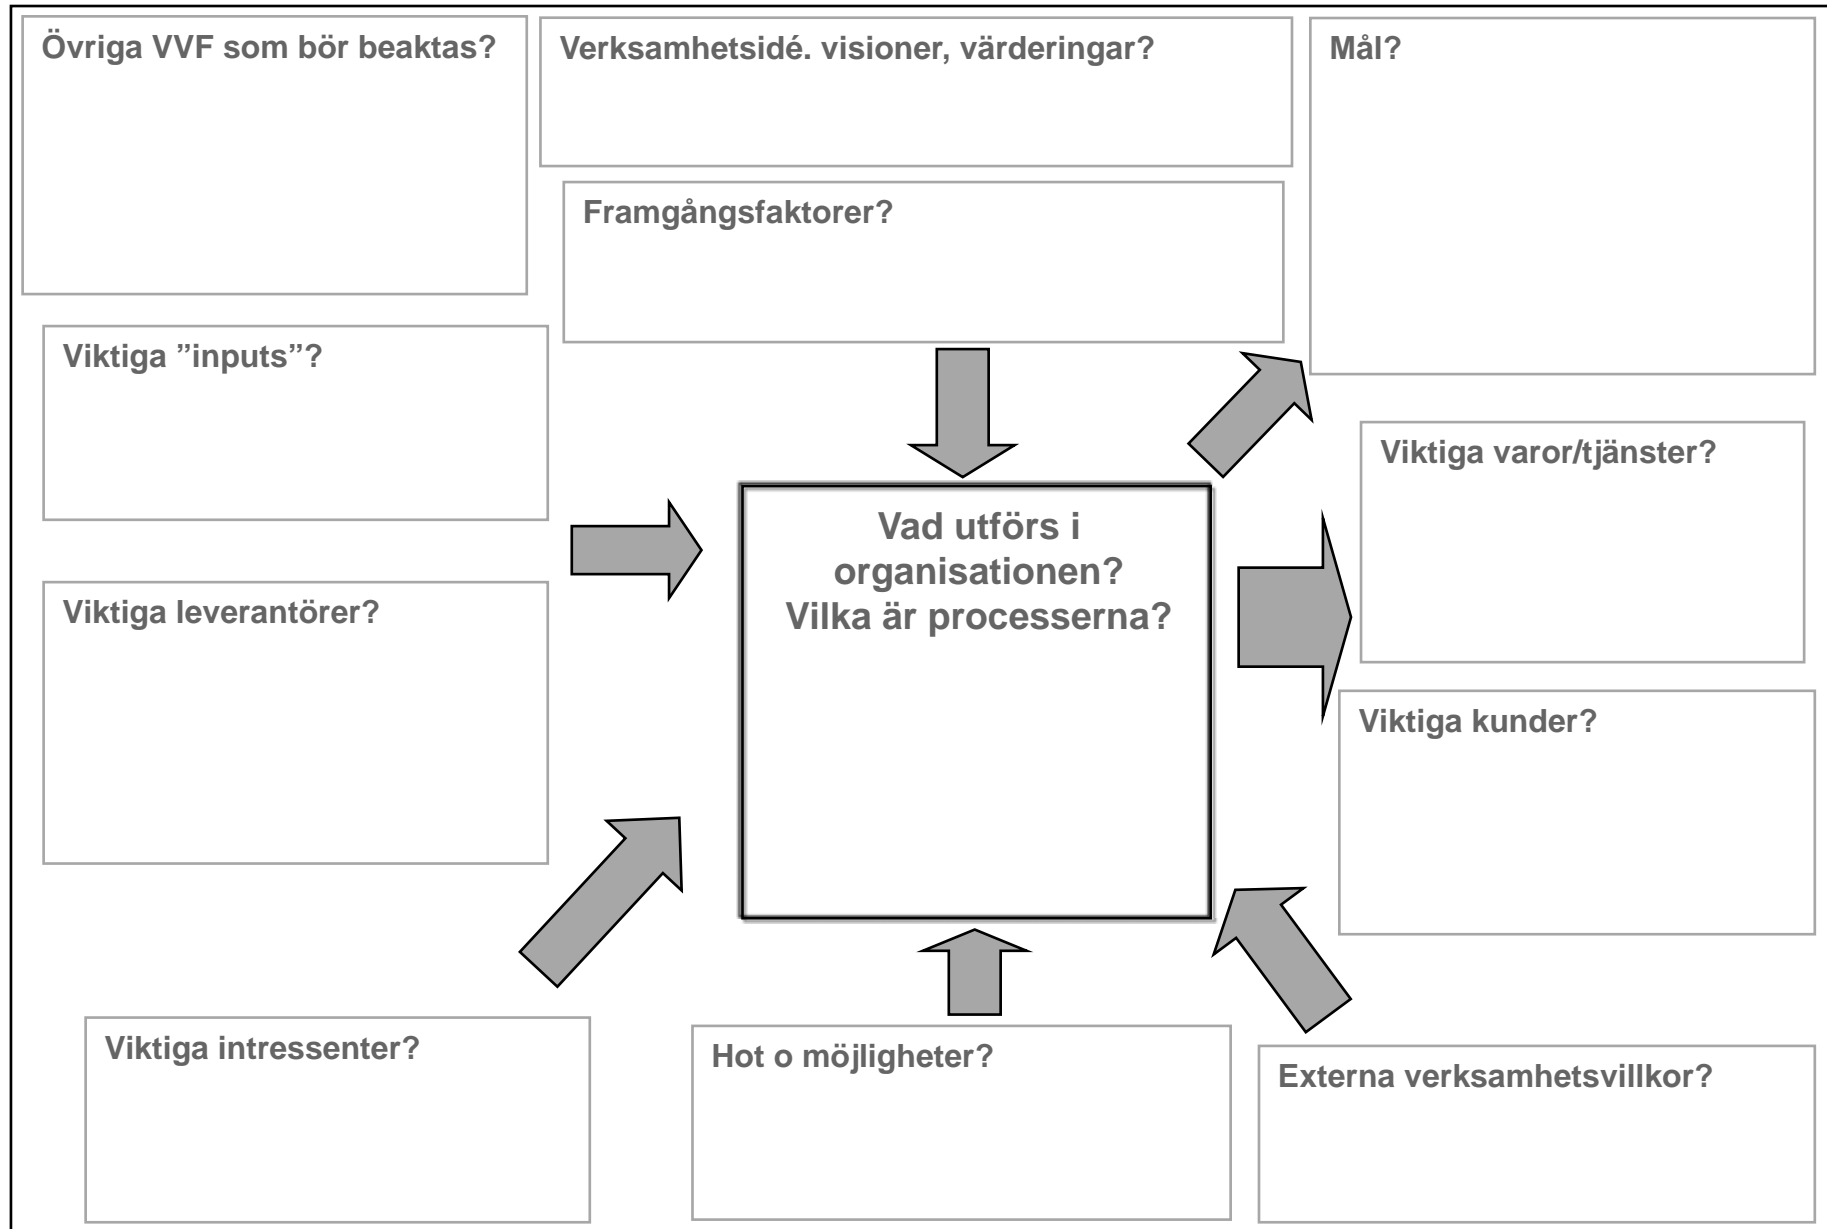 Övriga VVF som bör beaktas?
Verksamhetsidé. visioner, värderingar?
Mål?
Framgångsfaktorer?
Viktiga ”inputs”?
Viktiga varor/tjänster?
Vad utförs i
organisationen?
Vilka är processerna?
Viktiga leverantörer?
Viktiga kunder?
Viktiga intressenter?
Hot o möjligheter?
Externa verksamhetsvillkor?